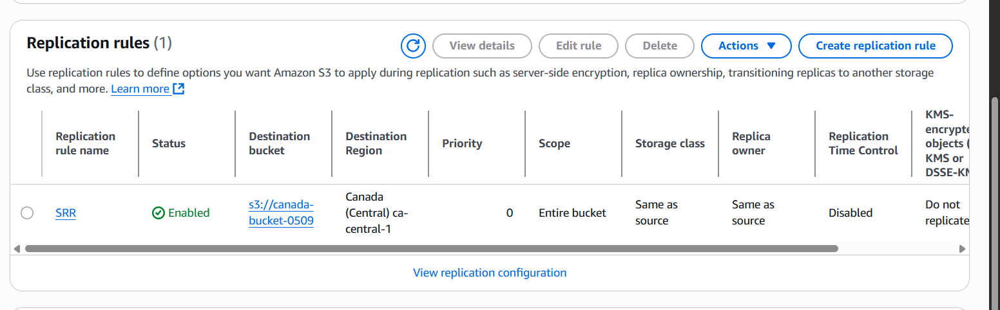 Replication rules (1)
View details
Edit rule
Delete
Actions
Create replication rule
Use replication rules to define options you want Amazon S3 to apply during replication such as server-side encryption, replica ownership, transitioning replicas to another storage
class, and more. Learn more
Replication
rule name
Status
Destination
bucket
Destination
Region
Priority
Scope
Storage class
Replica
owner
Replication
Time Control
KMS-
encrypte
objects (
KMS or
DSSE-KM
SRR
Enabled
s3://canada-
bucket-0509
Canada
(Central) ca-
central-1
0
Entire bucket
Same as
source
Same as
source
Disabled
Do not
replicate
View replication configuration